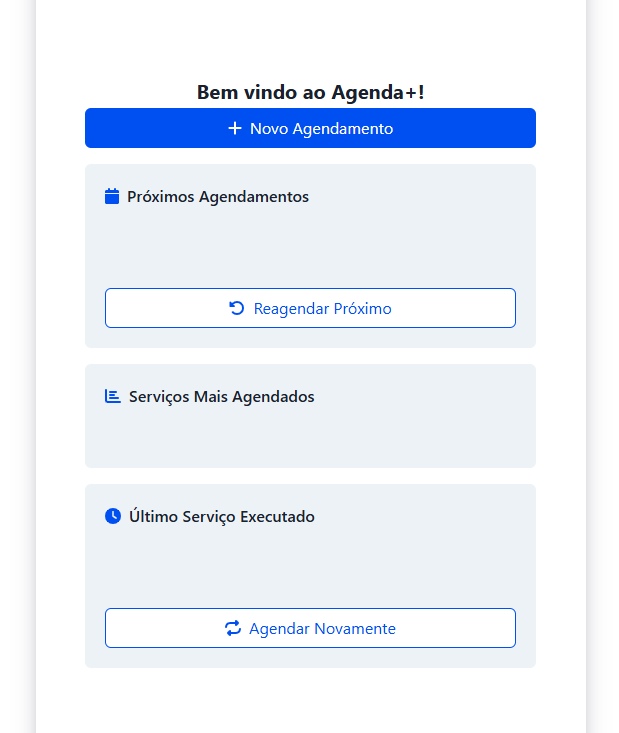 Bem vindo ao Agenda+!
Novo Agendamento
Próximos Agendamentos
Reagendar Próximo
Serviços Mais Agendados
Último Serviço Executado
Agendar Novamente